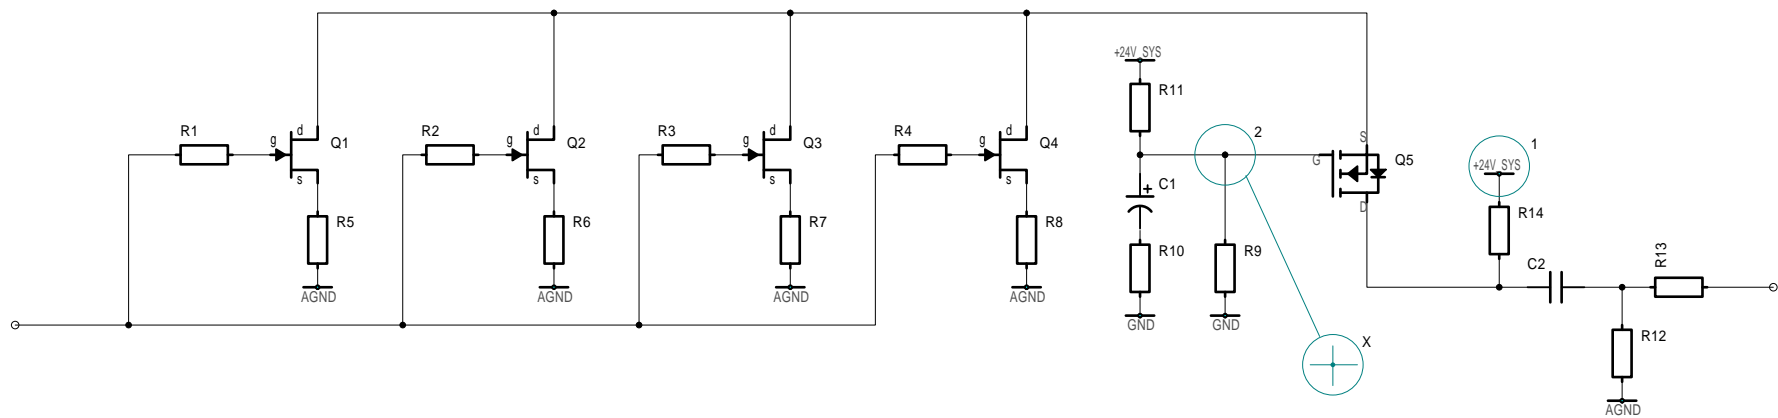 +24V_SYS
R11
R1
g
d
Q1
s
R5
AGND
R2
g
d
Q2
s
R6
AGND
R3
g
d
Q3
s
R7
AGND
R4
g
d
Q4
s
R8
AGND
C1
+
R10
GND
2
R9
GND
G
S
Q5
D
X
1
+24V_SYS
R14
C2
R13
R12
AGND